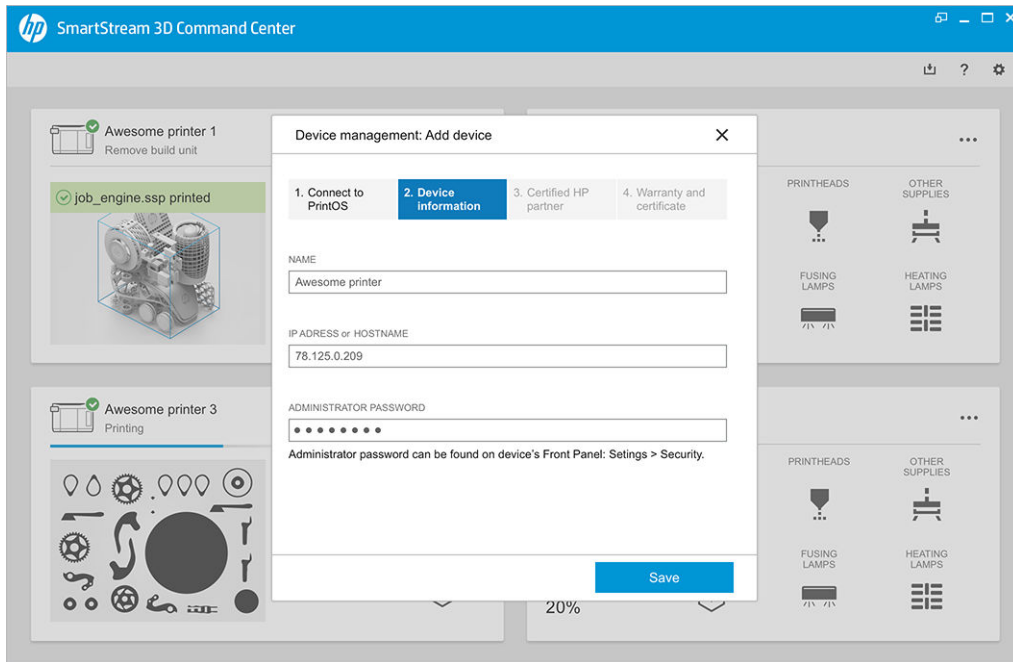 hp SmartStream 3D Command Center
?
Awesome printer 1
Remove build unit
job_engine.ssp printed
Device management: Add device
1. Connect to
PrintOS
2. Device
information
3. Certified HP
partner
4. Warranty and
certificate
NAME
Awesome printer
IP ADRESS or HOSTNAME
78.125.0.209
ADMINISTRATOR PASSWORD
Administrator password can be found on device's Front Panel: Setings > Security.
Save
PRINTHEADS
OTHER
SUPPLIES
FUSING
LAMPS
HEATING
LAMPS
Awesome printer 3
Printing
PRINTHEADS
OTHER
SUPPLIES
FUSING
LAMPS
HEATING
LAMPS
20%